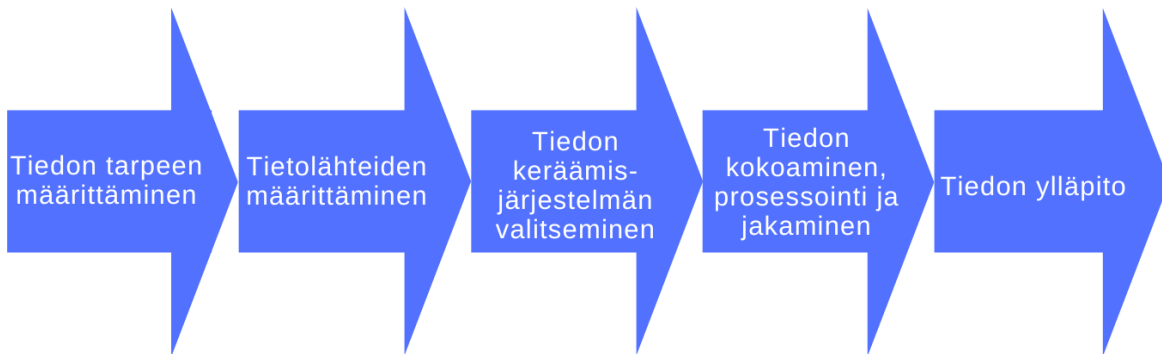 Tiedon tarpeen
määrittäminen
Tietolähteiden
määrittäminen
Tiedon
keräämis-
järjestelmän
valitseminen
Tiedon
kokoaminen,
prosessointi ja
jakaminen
Tiedon ylläpito